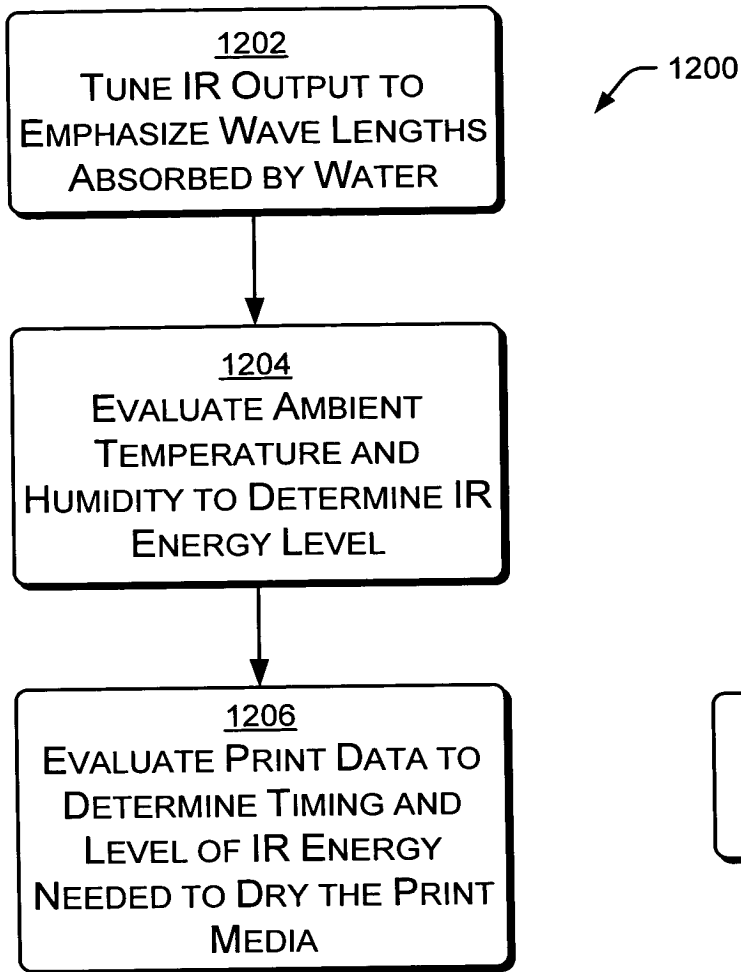 1202
TUNE IR OUTPUT TO
EMPHASIZE WAVE LENGTHS
ABSORBED BY WATER
1200
1204
EVALUATE AMBIENT
TEMPERATURE AND
HUMIDITY TO DETERMINE IR
ENERGY LEVEL
1206
EVALUATE PRINT DATA TO
DETERMINE TIMING AND
LEVEL OF IR ENERGY
NEEDED TO DRY THE PRINT
MEDIA